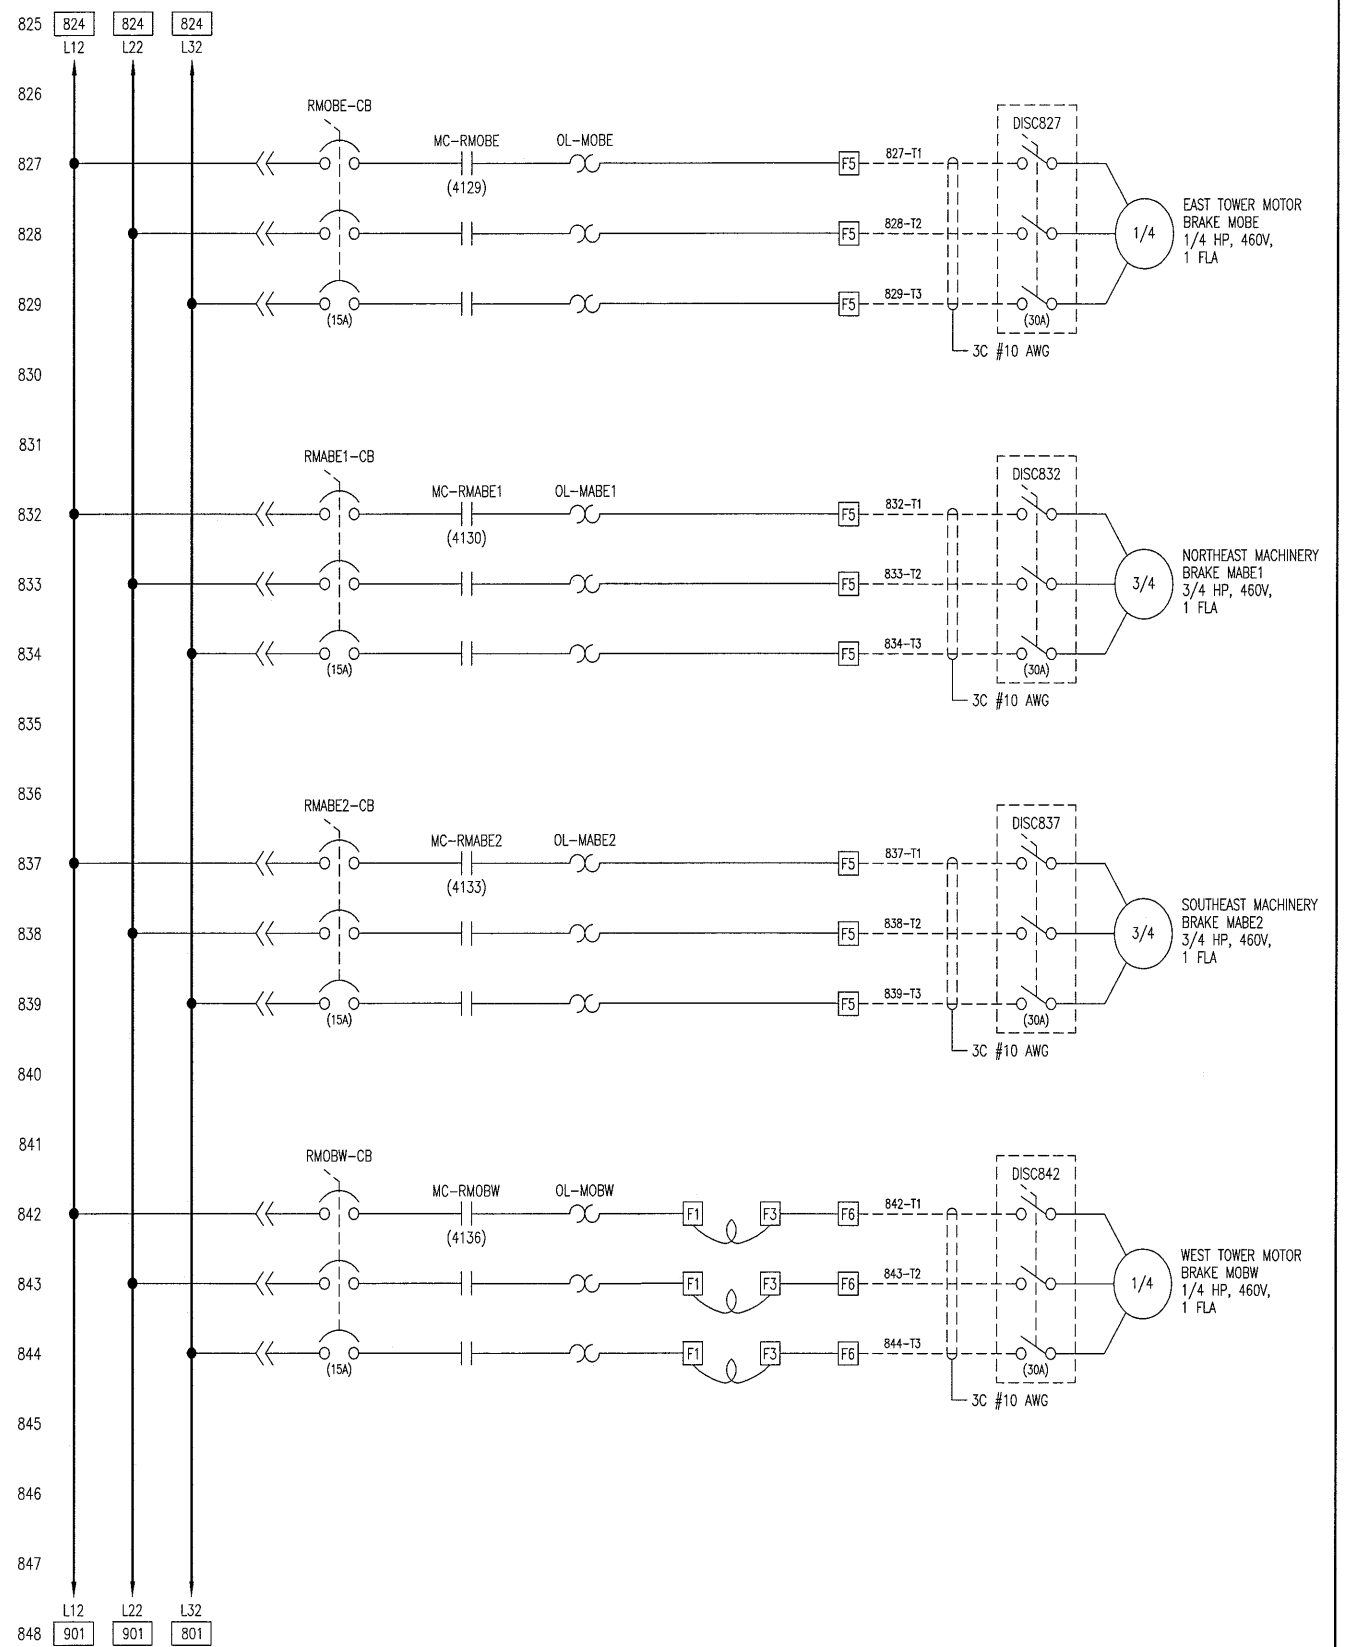 825 824 824 824
L12 L22 L32
826
RMOBE-CB
DISC827
MC-RMOBE OL-MOBE
827 F5 827-T1
(4129)
EAST TOWER MOTOR
BRAKE MOBE
1/4 HP, 460V,
1 FLA
828 F5 828-T2 1/4
829 F5 829-T3
(15A) (30A)
3C #10 AWG
830
831
RMABE1-CB
DISC832
MC-RMABE1 OL-MABE1
832 F5 832-T1
(4130)
NORTHEAST MACHINERY
BRAKE MABE1
3/4 HP, 460V,
1 FLA
833 F5 833-T2 3/4
834 F5 834-T3
(15A) (30A)
3C #10 AWG
835
836
RMABE2-CB
DISC837
MC-RMABE2 OL-MABE2
837 F5 837-T1
(4133)
SOUTHEAST MACHINERY
BRAKE MABE2
3/4 HP, 460V,
1 FLA
838 F5 838-T2 3/4
839 F5 839-T3
(15A) (30A)
3C #10 AWG
840
841
RMOBW-CB
DISC842
MC-RMOBW OL-MOBW
842 F1 F3 F6 842-T1
(4136)
WEST TOWER MOTOR
BRAKE MOBW
1/4 HP, 460V,
1 FLA
843 F1 F3 F6 843-T2 1/4
844 F1 F3 F6 844-T3
(15A) (30A)
3C #10 AWG
845
846
847
L12 L22 L32
848 901 901 801